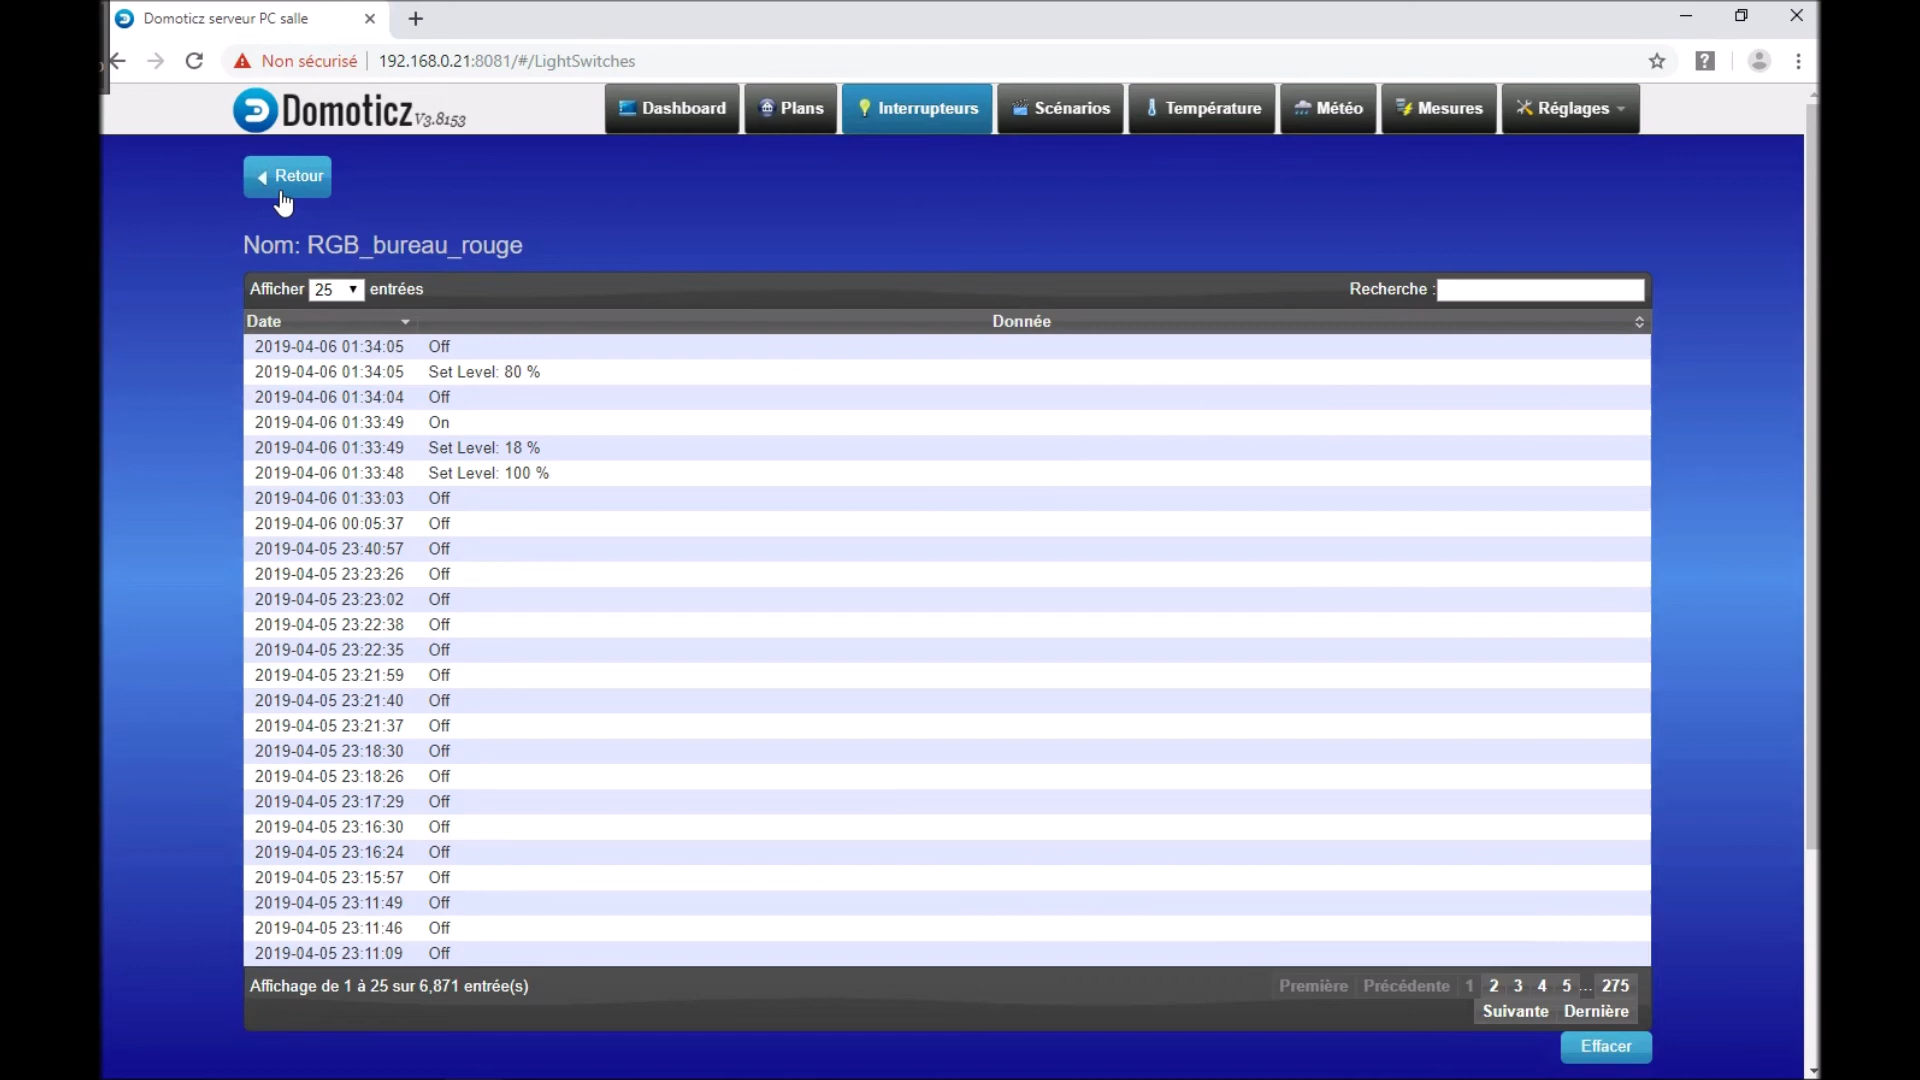 Domoticz serveur PC salle
Non sécurisé 192.168.0.21:8081/#/LightSwitches
Domoticz V3.8153
Dashboard Plans Interrupteurs Scénarios Température Météo Mesures Réglages
Retour
Nom: RGB_bureau_rouge
Afficher 25 entrées Recherche :
Date Donnée
2019-04-06 01:34:05 Off
2019-04-06 01:34:05 Set Level: 80 %
2019-04-06 01:34:04 Off
2019-04-06 01:33:49 On
2019-04-06 01:33:49 Set Level: 18 %
2019-04-06 01:33:48 Set Level: 100 %
2019-04-06 01:33:03 Off
2019-04-06 00:05:37 Off
2019-04-05 23:40:57 Off
2019-04-05 23:23:26 Off
2019-04-05 23:23:02 Off
2019-04-05 23:22:38 Off
2019-04-05 23:22:35 Off
2019-04-05 23:21:59 Off
2019-04-05 23:21:40 Off
2019-04-05 23:21:37 Off
2019-04-05 23:18:30 Off
2019-04-05 23:18:26 Off
2019-04-05 23:17:29 Off
2019-04-05 23:16:30 Off
2019-04-05 23:16:24 Off
2019-04-05 23:15:57 Off
2019-04-05 23:11:49 Off
2019-04-05 23:11:46 Off
2019-04-05 23:11:09 Off
Affichage de 1 à 25 sur 6,871 entrée(s) Première Précédente 1 2 3 4 5 ... 275
Suivante Dernière
Effacer